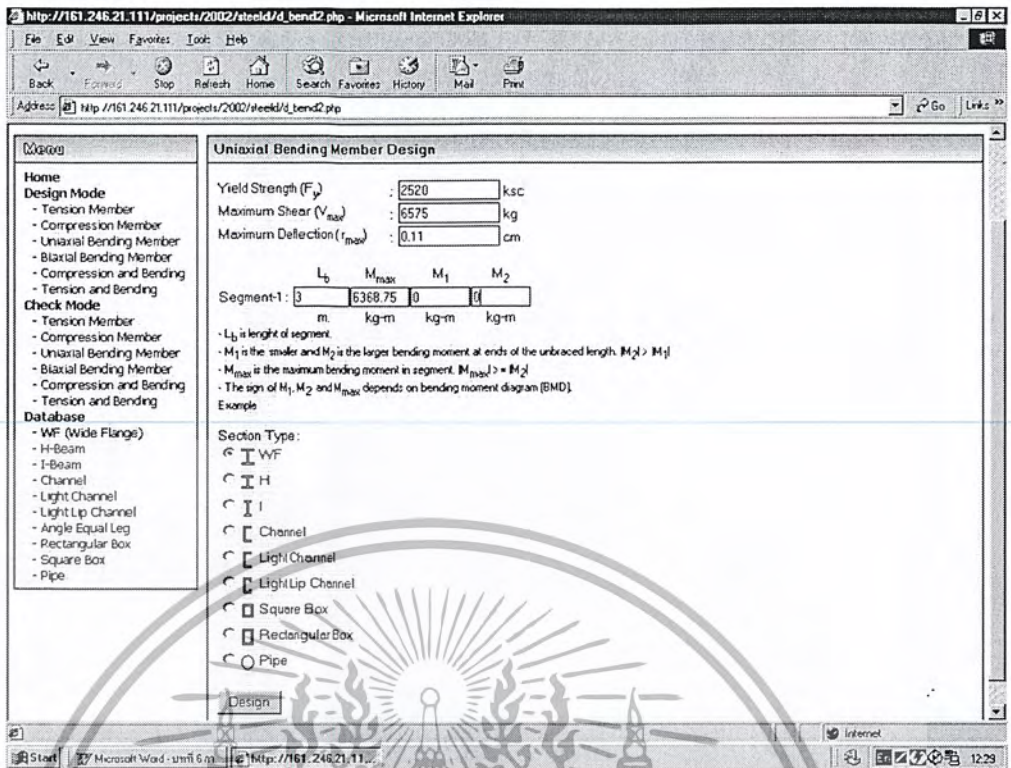 http://161.246.21.111/projects/2002/steeld/d_bend2.php - Microsoft Internet Explorer
File Edit View Favorites Tools Help
Back Forward Stop Refresh Home Search Favorites History Mail Print
Address http://161.246.21.111/projects/2002/steeld/d_bend2.php Go Links »
Menu
Home
Design Mode
- Tension Member
- Compression Member
- Uniaxial Bending Member
- Biaxial Bending Member
- Compression and Bending
- Tension and Bending
Check Mode
- Tension Member
- Compression Member
- Uniaxial Bending Member
- Biaxial Bending Member
- Compression and Bending
- Tension and Bending
Database
- WF (Wide Flange)
- H-Beam
- I-Beam
- Channel
- Light Channel
- Light Lip Channel
- Angle Equal Leg
- Rectangular Box
- Square Box
- Pipe
Uniaxial Bending Member Design
Yield Strength (Fy) : 2520 ksc
Maximum Shear (Vmax) : 6575 kg
Maximum Deflection (rmax) : 0.11 cm
Lb Mmax M1 M2
Segment-1 : 3 6368.75 0 0
m. kg-m kg-m kg-m
- Lb is lenght of segment.
- M1 is the smaller and M2 is the larger bending moment at ends of the unbraced length. |M2| > |M1|
- Mmax is the maximum bending moment in segment. |Mmax| > = |M2|
- The sign of M1, M2 and Mmax depends on bending moment diagram (BMD).
Example
Section Type :
WF
H
I
Channel
Light Channel
Light Lip Channel
Square Box
Rectangular Box
Pipe
Design
Internet
Start Microsoft Word - บทที่ 6 http://161.246.21.11... En 12:29